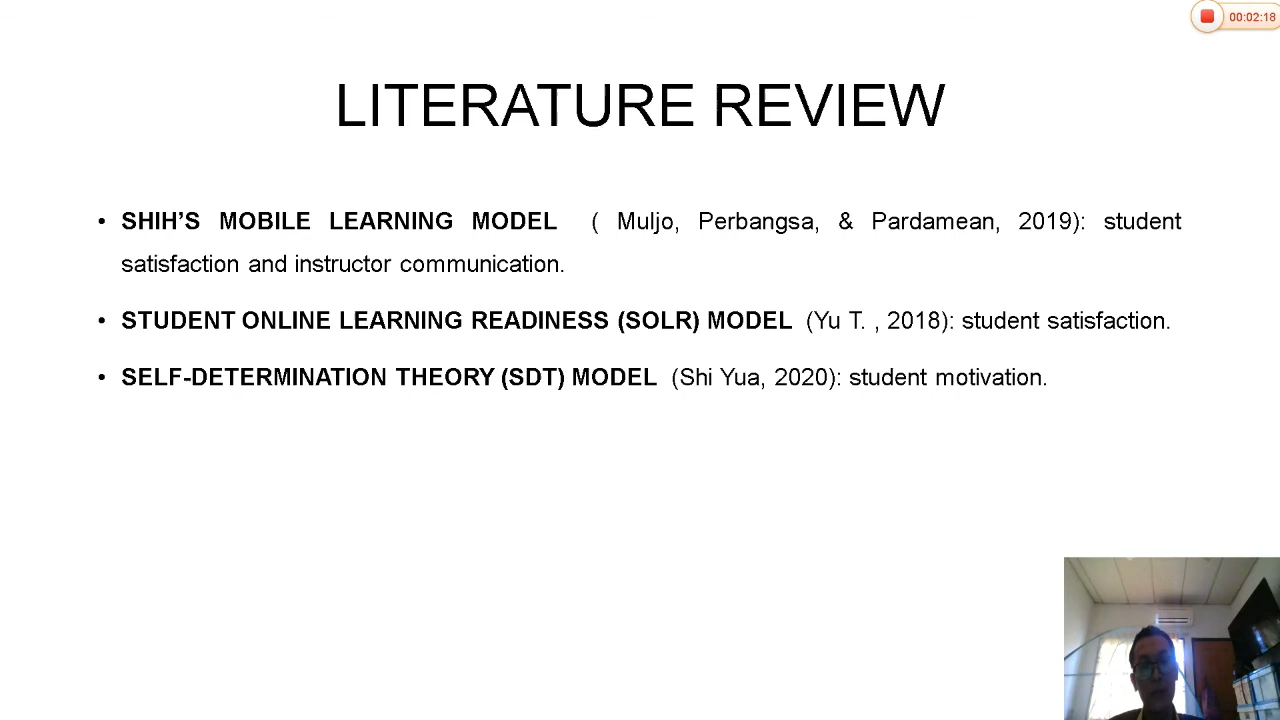 00:02:18
LITERATURE REVIEW
• SHIH’S MOBILE LEARNING MODEL ( Muljo, Perbangsa, & Pardamean, 2019): student
satisfaction and instructor communication.
• STUDENT ONLINE LEARNING READINESS (SOLR) MODEL (Yu T. , 2018): student satisfaction.
• SELF-DETERMINATION THEORY (SDT) MODEL (Shi Yua, 2020): student motivation.